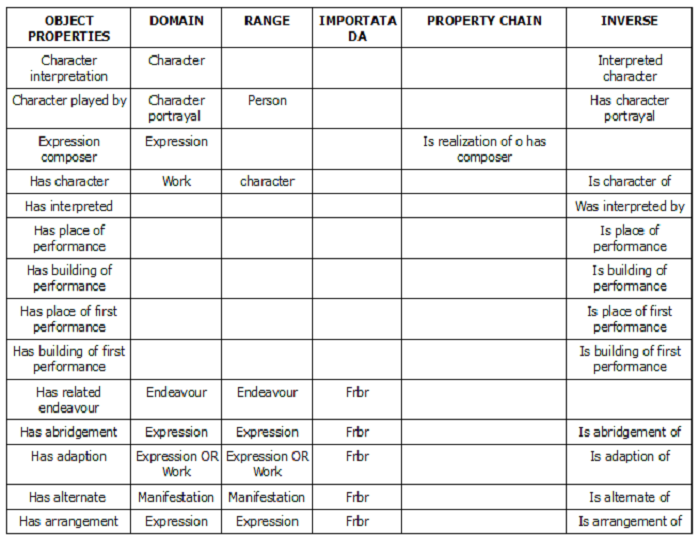 OBJECT PROPERTIES DOMAIN RANGE IMPORTATA DA PROPERTY CHAIN INVERSE
Character interpretation Character Interpreted character
Character played by Character portrayal Person Has character portrayal
Expression composer Expression Is realization of o has composer
Has character Work character Is character of
Has interpreted Was interpreted by
Has place of performance Is place of performance
Has building of performance Is building of performance
Has place of first performance Is place of first performance
Has building of first performance Is building of first performance
Has related endeavour Endeavour Endeavour Frbr
Has abridgement Expression Expression Frbr Is abridgement of
Has adaption Expression OR Work Expression OR Work Frbr Is adaption of
Has alternate Manifestation Manifestation Frbr Is alternate of
Has arrangement Expression Expression Frbr Is arrangement of